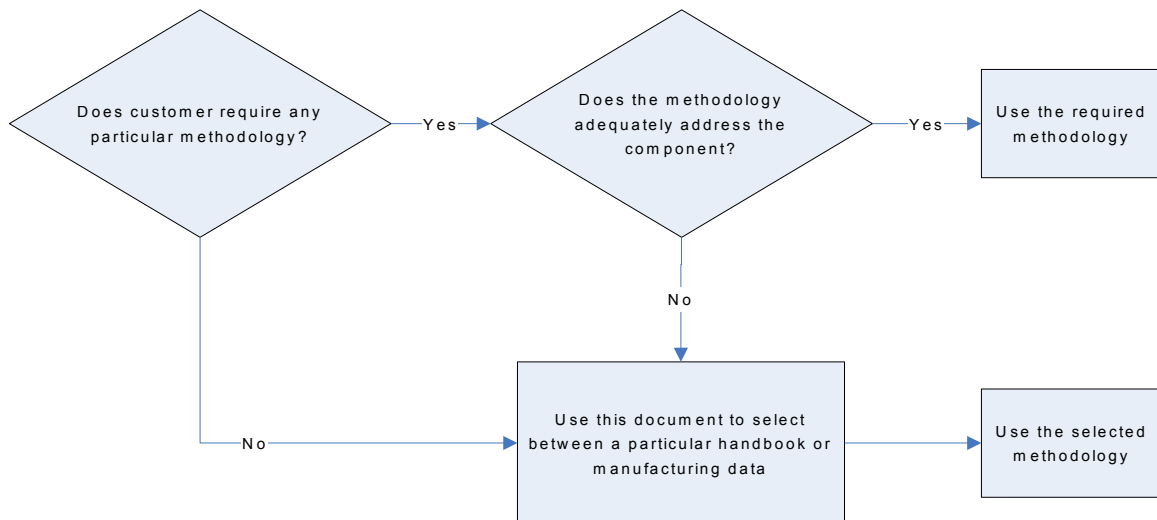 Does customer require any
particular methodology?
Yes
Does the methodology
adequately address the
component?
Yes
Use the required
methodology
No
No
Use this document to select
between a particular handbook or
manufacturing data
Use the selected
methodology